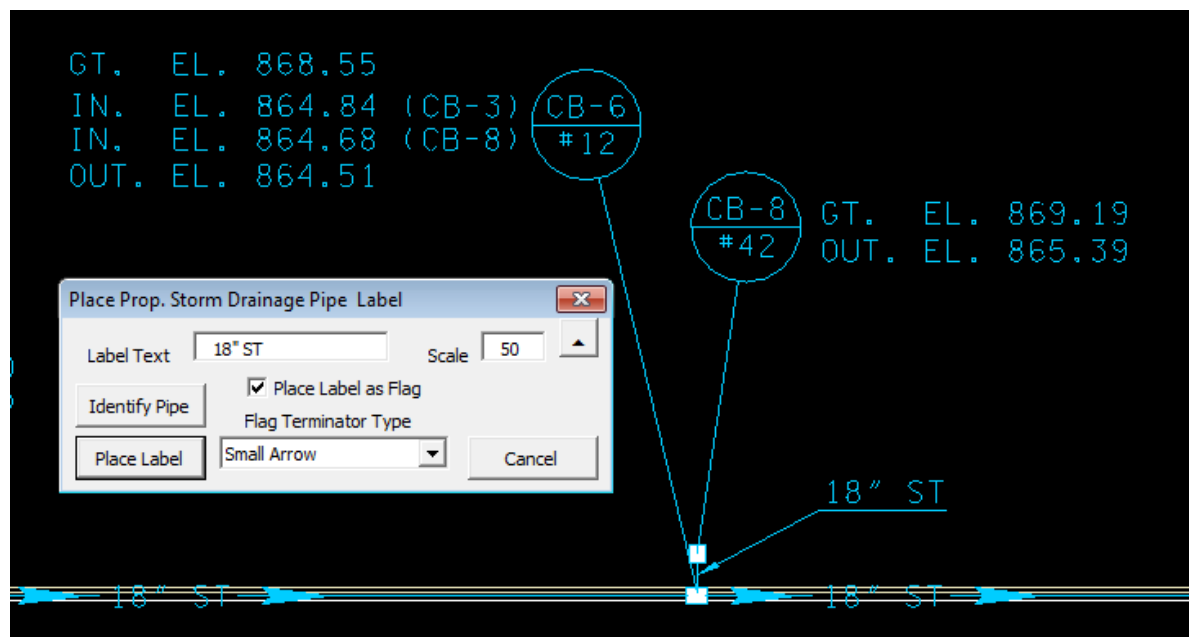 GT. EL. 868.55
IN. EL. 864.84 (CB-3)
IN. EL. 864.68 (CB-8)
OUT. EL. 864.51
CB-6
#12
CB-8
#42
GT. EL. 869.19
OUT. EL. 865.39
Place Prop. Storm Drainage Pipe Label
Label Text 18" ST Scale 50
Place Label as Flag
Identify Pipe
Flag Terminator Type
Place Label Small Arrow Cancel
18" ST
18" ST 18" ST